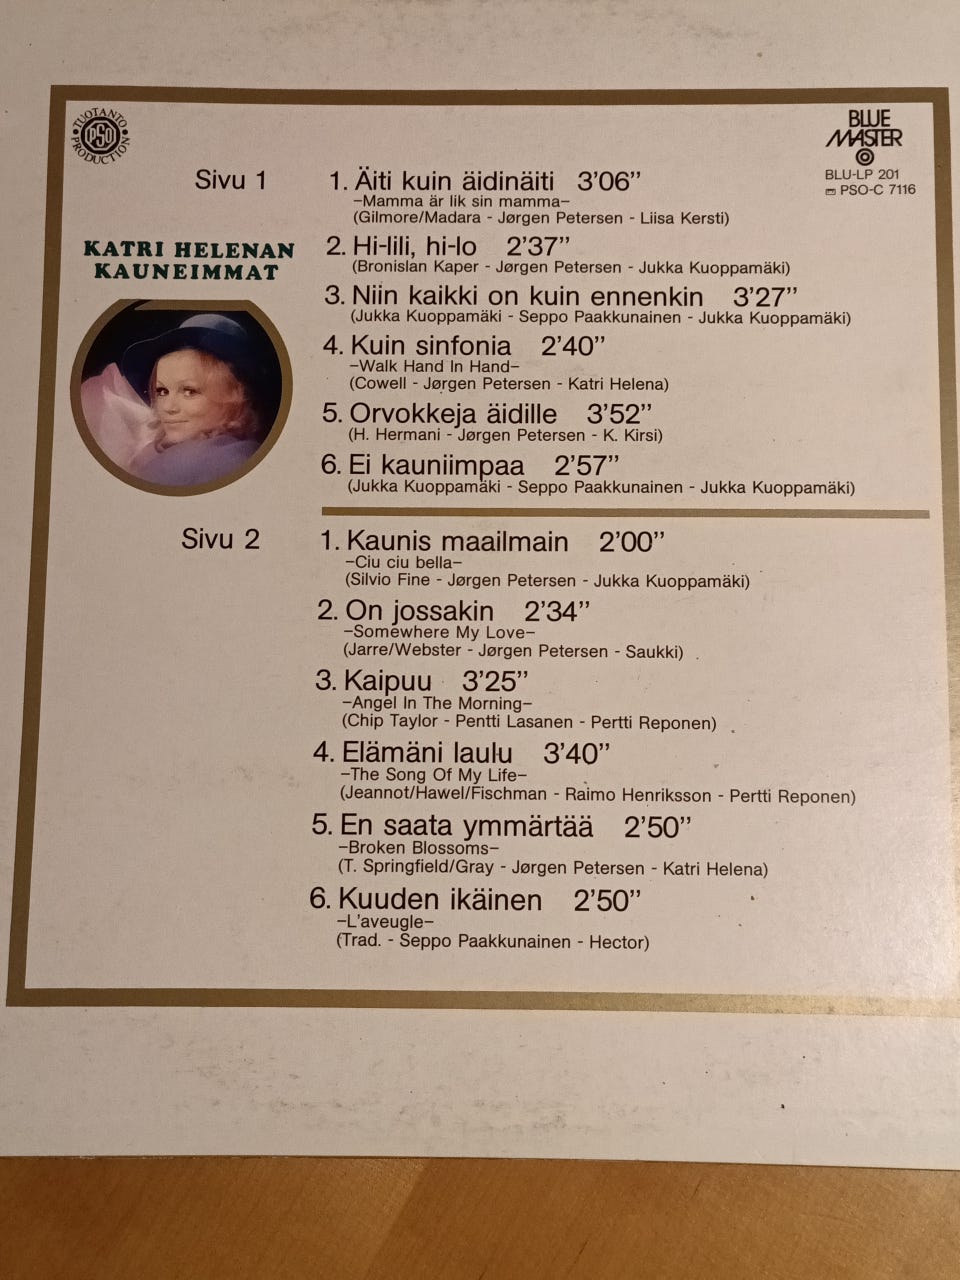 TUOTANTO
PSO
PRODUCTION
BLUE
MASTER
BLU-LP 201
PSO-C 7116
Sivu 1
KATRI HELENAN
KAUNEIMMAT
1. Äiti kuin äidinäiti 3'06”
–Mamma är lik sin mamma–
(Gilmore/Madara - Jørgen Petersen - Liisa Kersti)
2. Hi-lili, hi-lo 2'37”
(Bronislan Kaper - Jørgen Petersen - Jukka Kuoppamäki)
3. Niin kaikki on kuin ennenkin 3'27”
(Jukka Kuoppamäki - Seppo Paakkunainen - Jukka Kuoppamäki)
4. Kuin sinfonia 2'40”
–Walk Hand In Hand–
(Cowell - Jørgen Petersen - Katri Helena)
5. Orvokkeja äidille 3'52”
(H. Hermani - Jørgen Petersen - K. Kirsi)
6. Ei kauniimpaa 2'57”
(Jukka Kuoppamäki - Seppo Paakkunainen - Jukka Kuoppamäki)
Sivu 2
1. Kaunis maailmain 2'00”
–Ciu ciu bella–
(Silvio Fine - Jørgen Petersen - Jukka Kuoppamäki)
2. On jossakin 2'34”
–Somewhere My Love–
(Jarre/Webster - Jørgen Petersen - Saukki)
3. Kaipuu 3'25”
–Angel In The Morning–
(Chip Taylor - Pentti Lasanen - Pertti Reponen)
4. Elämäni laulu 3'40”
–The Song Of My Life–
(Jeannot/Hawel/Fischman - Raimo Henriksson - Pertti Reponen)
5. En saata ymmärtää 2'50”
–Broken Blossoms–
(T. Springfield/Gray - Jørgen Petersen - Katri Helena)
6. Kuuden ikäinen 2'50”
–L'aveugle–
(Trad. - Seppo Paakkunainen - Hector)